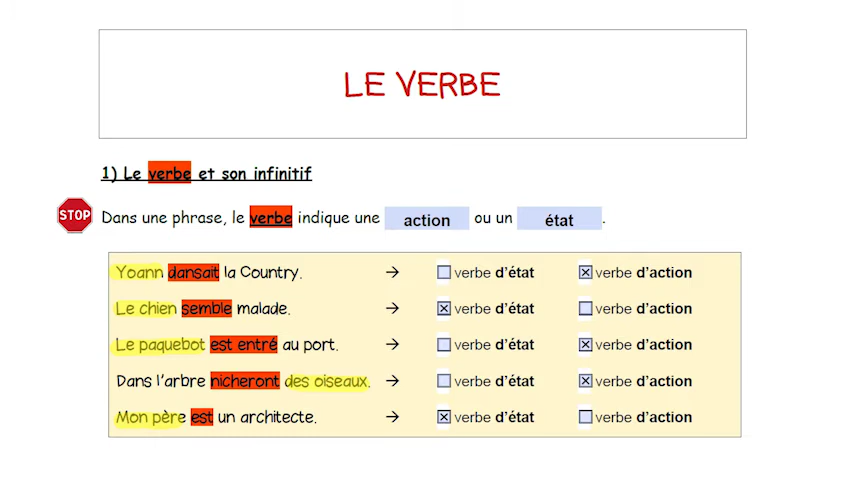 LE VERBE
1) Le verbe et son infinitif
STOP Dans une phrase, le verbe indique une action ou un état.
Yoann dansait la Country. → ☐ verbe d'état ☒ verbe d'action
Le chien semble malade. → ☒ verbe d'état ☐ verbe d'action
Le paquebot est entré au port. → ☐ verbe d'état ☒ verbe d'action
Dans l'arbre nicheront des oiseaux. → ☐ verbe d'état ☒ verbe d'action
Mon père est un architecte. → ☒ verbe d'état ☐ verbe d'action